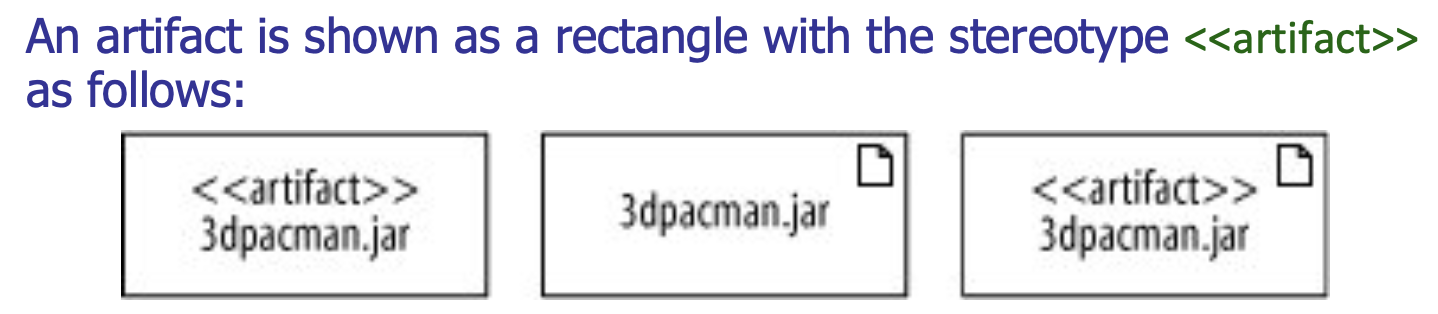 An artifact is shown as a rectangle with the stereotype <<artifact>>
as follows:
<<artifact>>
3dpacman.jar
3dpacman.jar
<<artifact>>
3dpacman.jar